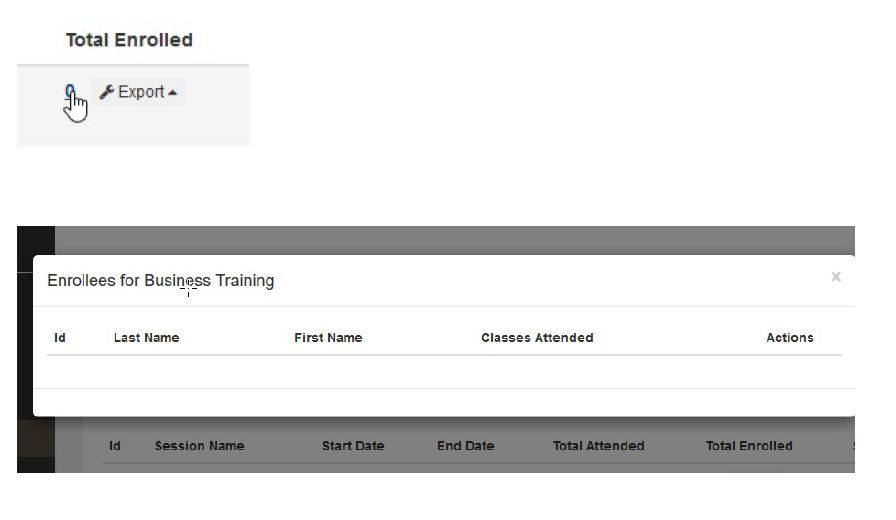 Total Enrolled
Export
Enrollees for Business Training
×
Id Last Name First Name Classes Attended Actions
Id Session Name Start Date End Date Total Attended Total Enrolled